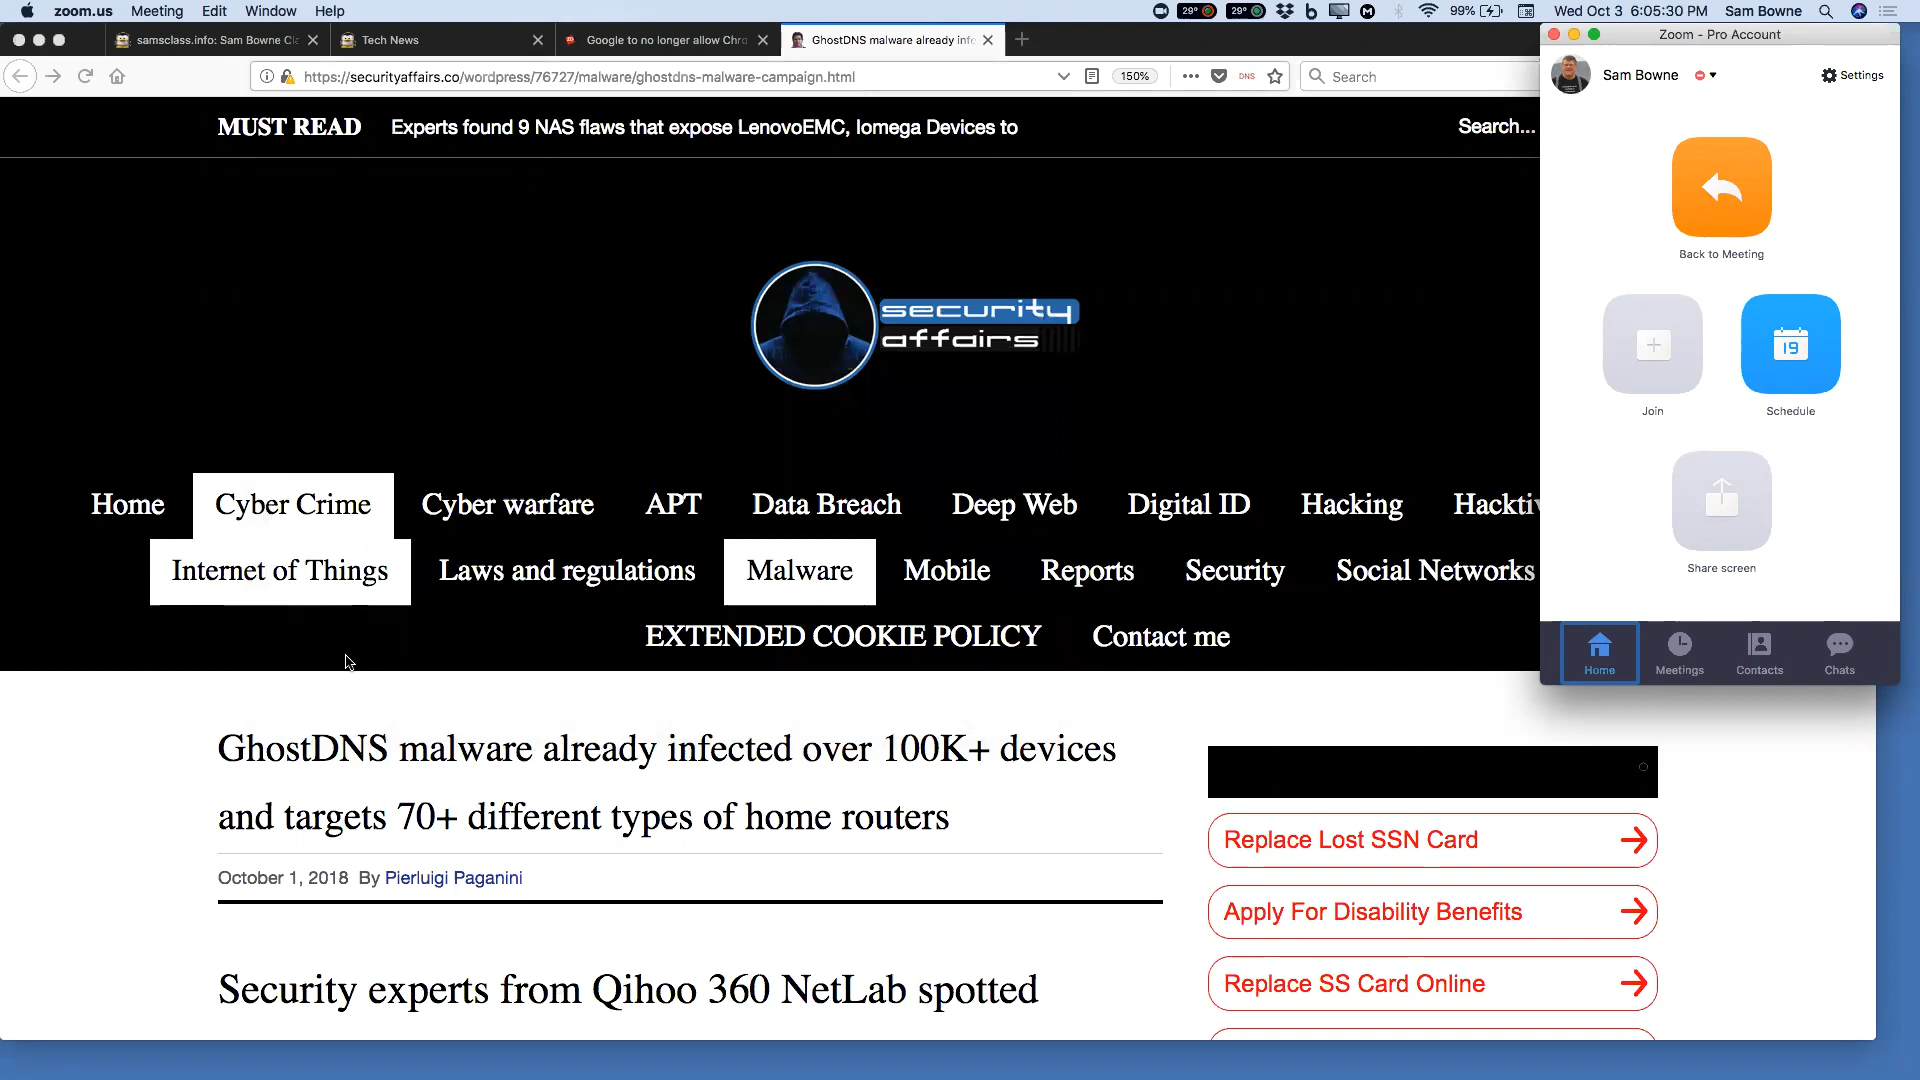 zoom.us Meeting Edit Window Help 29° 29° 99% Wed Oct 3 6:05:30 PM Sam Bowne
samsclass.info: Sam Bowne Cl Tech News Google to no longer allow Chro GhostDNS malware already infe
Zoom - Pro Account
https://securityaffairs.co/wordpress/76727/malware/ghostdns-malware-campaign.html 150% DNS Search
Sam Bowne Settings
MUST READ Experts found 9 NAS flaws that expose LenovoEMC, Iomega Devices to Search...
Back to Meeting
security
affairs
19
Join Schedule
Home Cyber Crime Cyber warfare APT Data Breach Deep Web Digital ID Hacking Hacktiv
Internet of Things Laws and regulations Malware Mobile Reports Security Social Networks
Share screen
EXTENDED COOKIE POLICY Contact me
Home Meetings Contacts Chats
GhostDNS malware already infected over 100K+ devices
and targets 70+ different types of home routers
October 1, 2018 By Pierluigi Paganini
Security experts from Qihoo 360 NetLab spotted
Replace Lost SSN Card
Apply For Disability Benefits
Replace SS Card Online